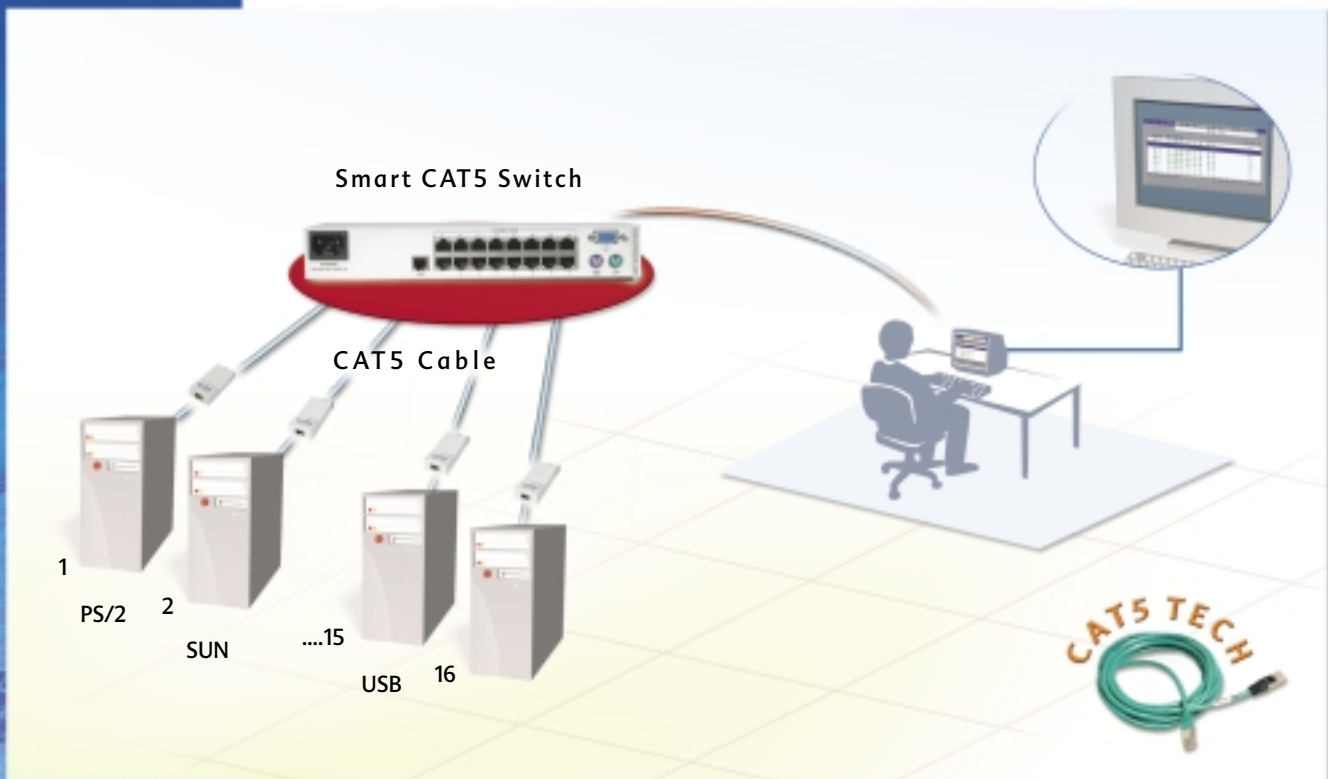 Smart CAT5 Switch
CAT5 Cable
1
PS/2
2
SUN
....15
USB
16
CAT5 TECH